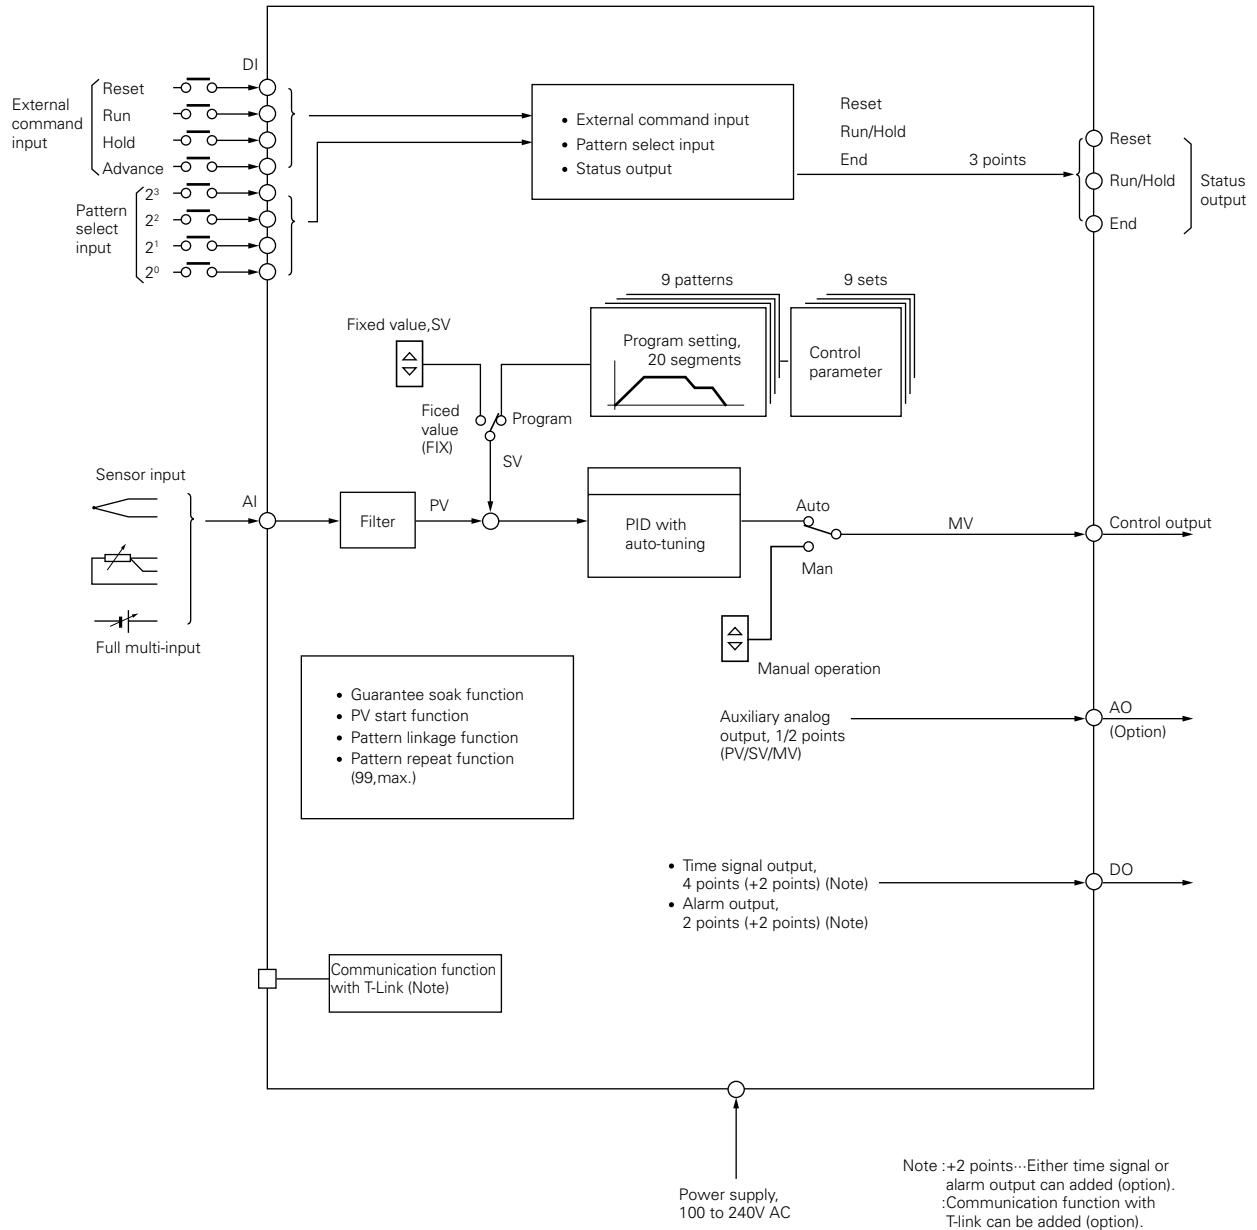 DI
External
command
input
Reset
Run
Hold
Advance
Pattern
select
input
2³
2²
2¹
2⁰
• External command input
• Pattern select input
• Status output
Reset
Run/Hold
End
3 points
Reset
Run/Hold
End
Status
output
9 patterns
9 sets
Fixed value,SV
Program setting,
20 segments
Control
parameter
Ficed
value
(FIX)
Program
SV
Sensor input
AI
Filter
PV
PID with
auto-tuning
Auto
Man
MV
Control output
Full multi-input
Manual operation
• Guarantee soak function
• PV start function
• Pattern linkage function
• Pattern repeat function
(99,max.)
Auxiliary analog
output, 1/2 points
(PV/SV/MV)
AO
(Option)
• Time signal output,
4 points (+2 points) (Note)
• Alarm output,
2 points (+2 points) (Note)
DO
Communication function
with T-Link (Note)
Power supply,
100 to 240V AC
Note :+2 points···Either time signal or
alarm output can added (option).
:Communication function with
T-link can be added (option).